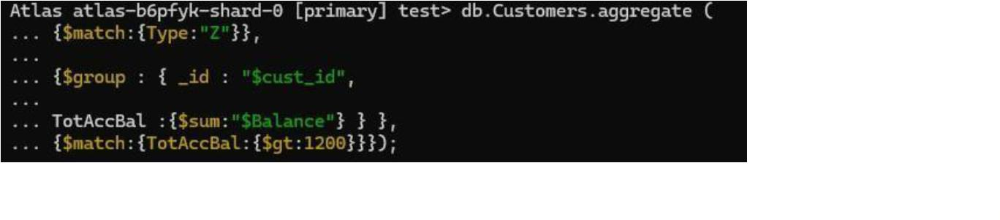 Atlas atlas-b6pfyk-shard-0 [primary] test> db.Customers.aggregate (
... {$match:{Type:"Z"}},
...
... {$group : { _id : "$cust_id",
...
... TotAccBal :{$sum:"$Balance"} } },
... {$match:{TotAccBal:{$gt:1200}}});